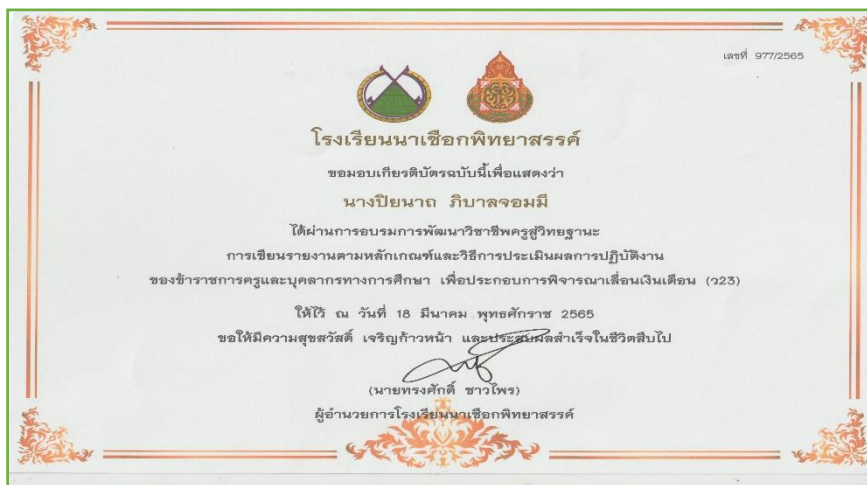 เลขที่ 977/2565
โรงเรียนนาเชือกพิทยาสรรค์
ขอมอบเกียรติบัตรฉบับนี้เพื่อแสดงว่า
นางปิยนาถ ภิบาลจอมมี
ได้ผ่านการอบรมการพัฒนาวิชาชีพครูสู่วิทยฐานะ
การเขียนรายงานตามหลักเกณฑ์และวิธีการประเมินผลการปฏิบัติงาน
ของข้าราชการครูและบุคลากรทางการศึกษา เพื่อประกอบการพิจารณาเลื่อนเงินเดือน (ว23)
ให้ไว้ ณ วันที่ 18 มีนาคม พุทธศักราช 2565
ขอให้มีความสุขสวัสดิ์ เจริญก้าวหน้า และประสบผลสำเร็จในชีวิตสืบไป
(นายทรงศักดิ์ ชาวไพร)
ผู้อำนวยการโรงเรียนนาเชือกพิทยาสรรค์